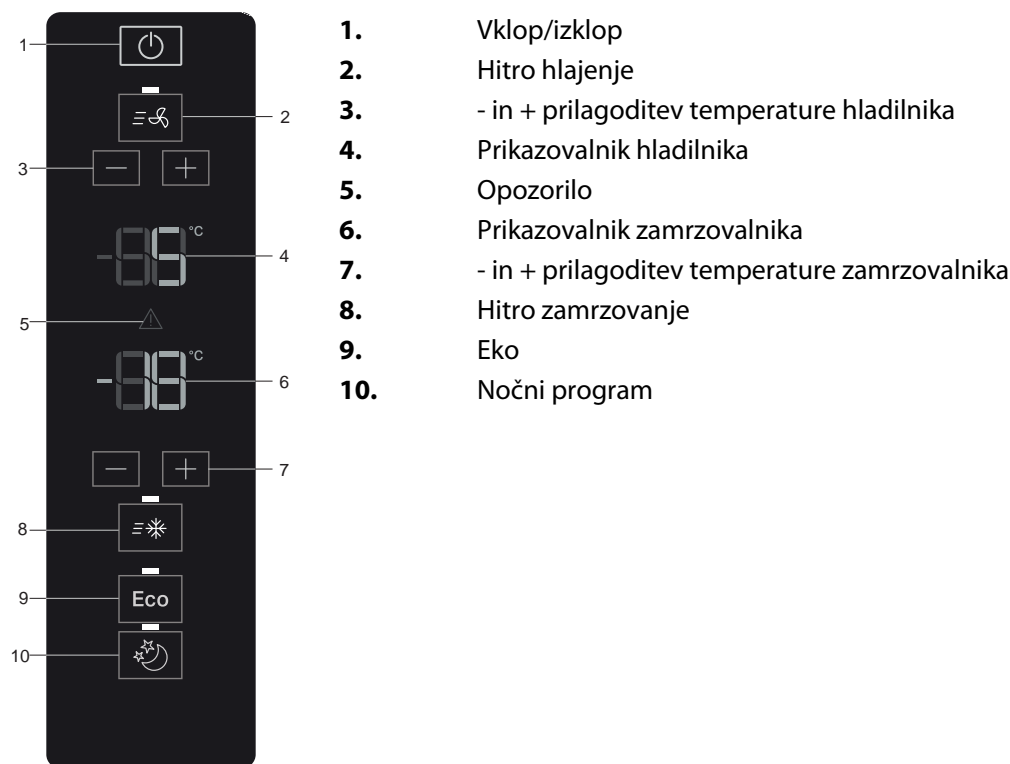 1
2
3
°C
4
5
°C
6
7
8
9
Eco
10
1. Vklop/izklop
2. Hitro hlajenje
3. - in + prilagoditev temperature hladilnika
4. Prikazovalnik hladilnika
5. Opozorilo
6. Prikazovalnik zamrzovalnika
7. - in + prilagoditev temperature zamrzovalnika
8. Hitro zamrzovanje
9. Eko
10. Nočni program